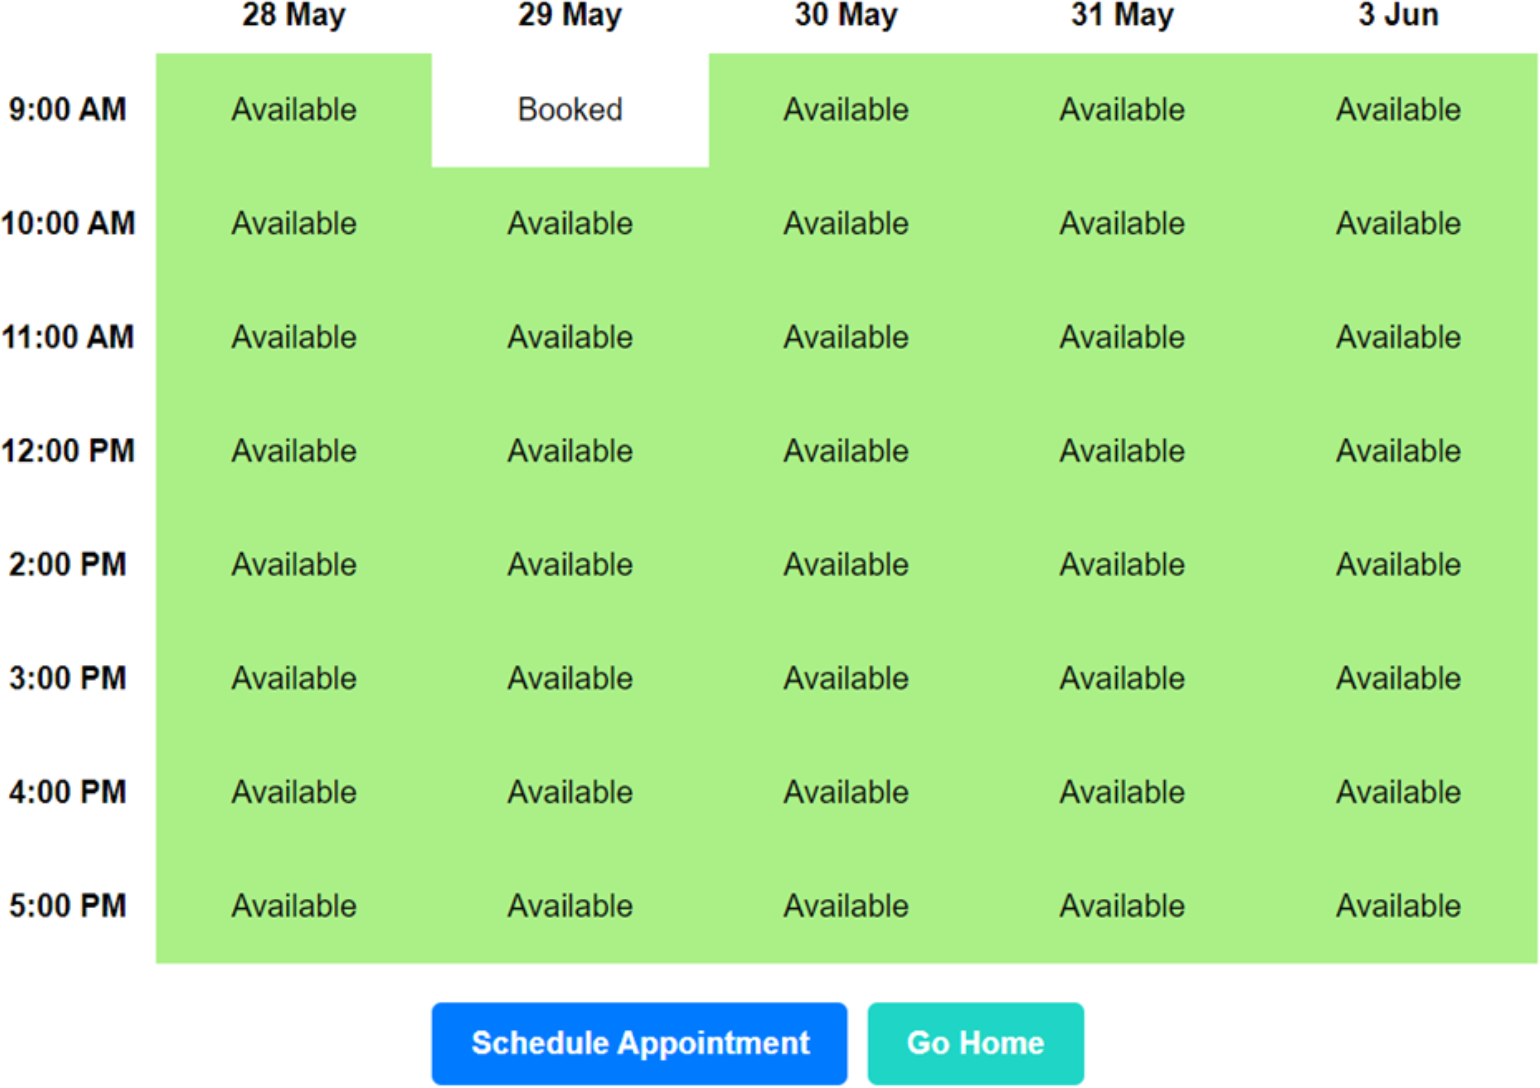 28 May 29 May 30 May 31 May 3 Jun
9:00 AM Available Booked Available Available Available
10:00 AM Available Available Available Available Available
11:00 AM Available Available Available Available Available
12:00 PM Available Available Available Available Available
2:00 PM Available Available Available Available Available
3:00 PM Available Available Available Available Available
4:00 PM Available Available Available Available Available
5:00 PM Available Available Available Available Available
Schedule Appointment Go Home